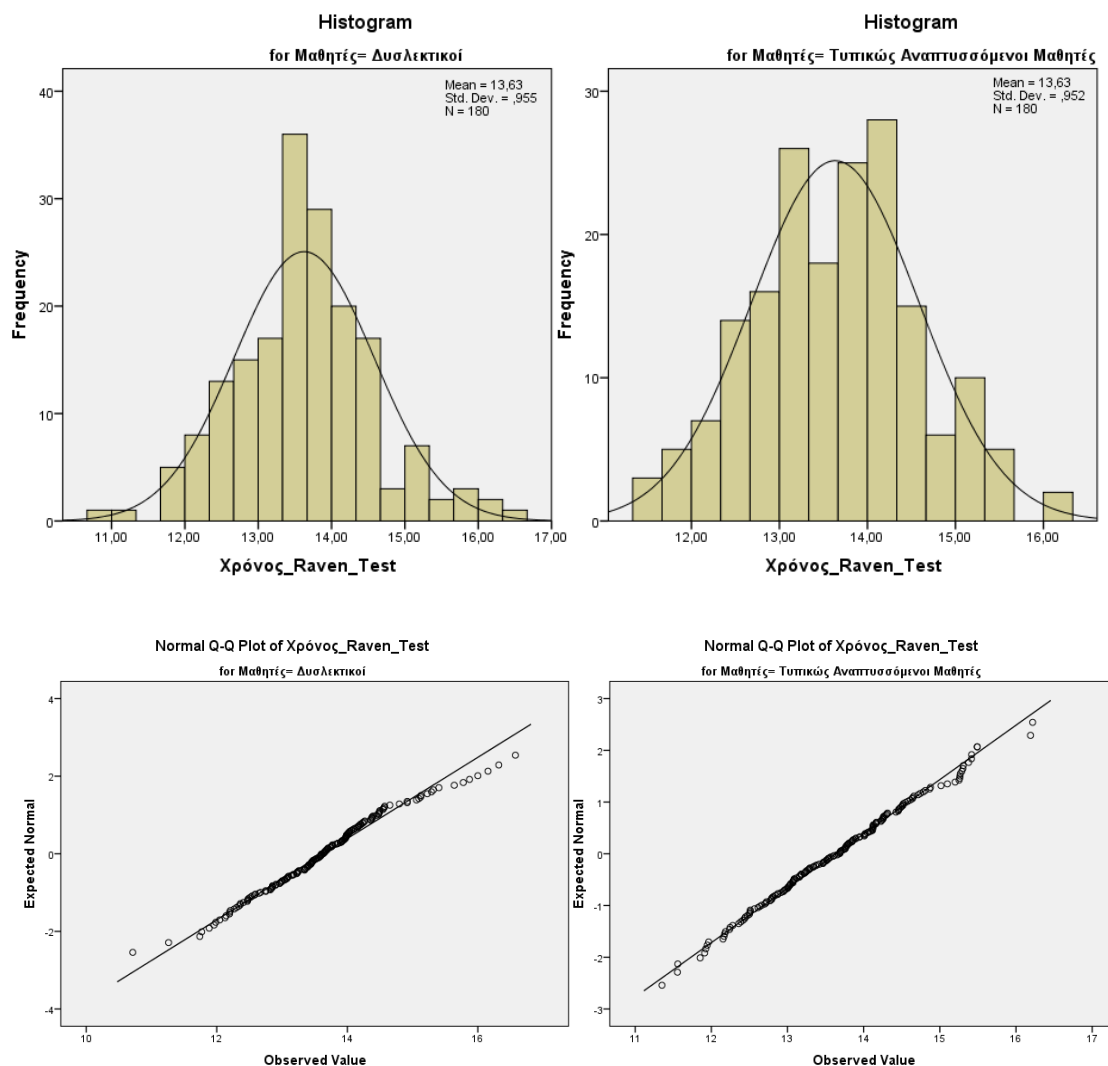 Histogram
for Μαθητές= Δυσλεκτικοί
Mean = 13,63
Std. Dev. = ,955
N = 180
40
30
20
10
0
Frequency
11,00 12,00 13,00 14,00 15,00 16,00 17,00
Χρόνος_Raven_Test
Histogram
for Μαθητές= Τυπικώς Αναπτυσσόμενοι Μαθητές
Mean = 13,63
Std. Dev. = ,952
N = 180
30
20
10
0
Frequency
12,00 13,00 14,00 15,00 16,00
Χρόνος_Raven_Test
Normal Q-Q Plot of Χρόνος_Raven_Test
for Μαθητές= Δυσλεκτικοί
4
2
0
-2
-4
Expected Normal
10 12 14 16
Observed Value
Normal Q-Q Plot of Χρόνος_Raven_Test
for Μαθητές= Τυπικώς Αναπτυσσόμενοι Μαθητές
3
2
1
0
-1
-2
-3
Expected Normal
11 12 13 14 15 16 17
Observed Value